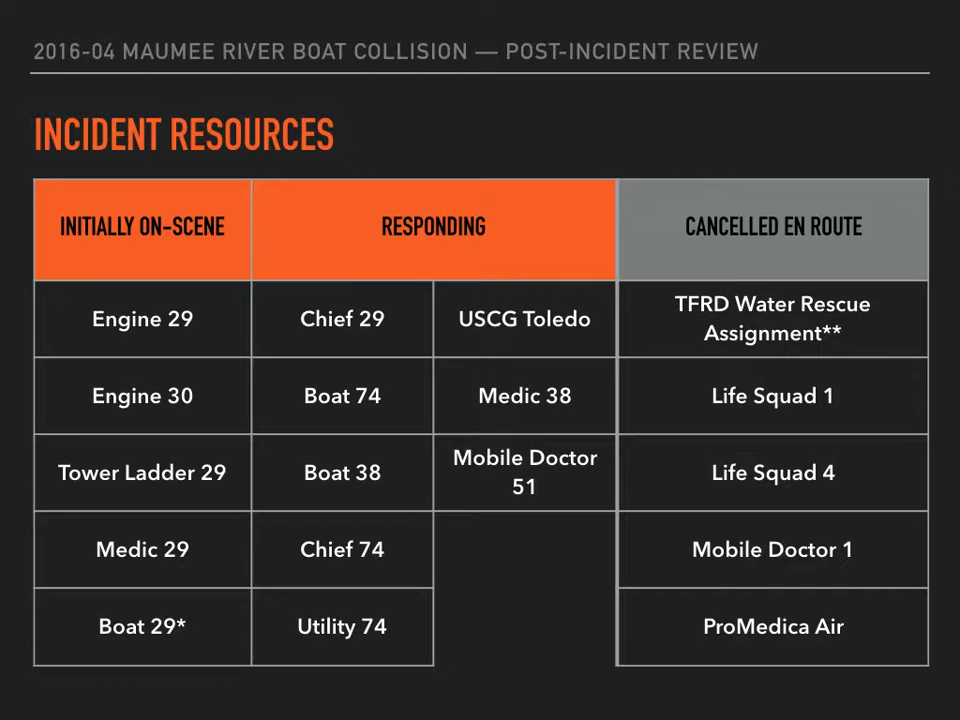 2016-04 MAUMEE RIVER BOAT COLLISION — POST-INCIDENT REVIEW
INCIDENT RESOURCES
INITIALLY ON-SCENE
RESPONDING
CANCELLED EN ROUTE
Engine 29
Chief 29
USCG Toledo
TFRD Water Rescue
Assignment**
Engine 30
Boat 74
Medic 38
Life Squad 1
Tower Ladder 29
Boat 38
Mobile Doctor
51
Life Squad 4
Medic 29
Chief 74
Mobile Doctor 1
Boat 29*
Utility 74
ProMedica Air